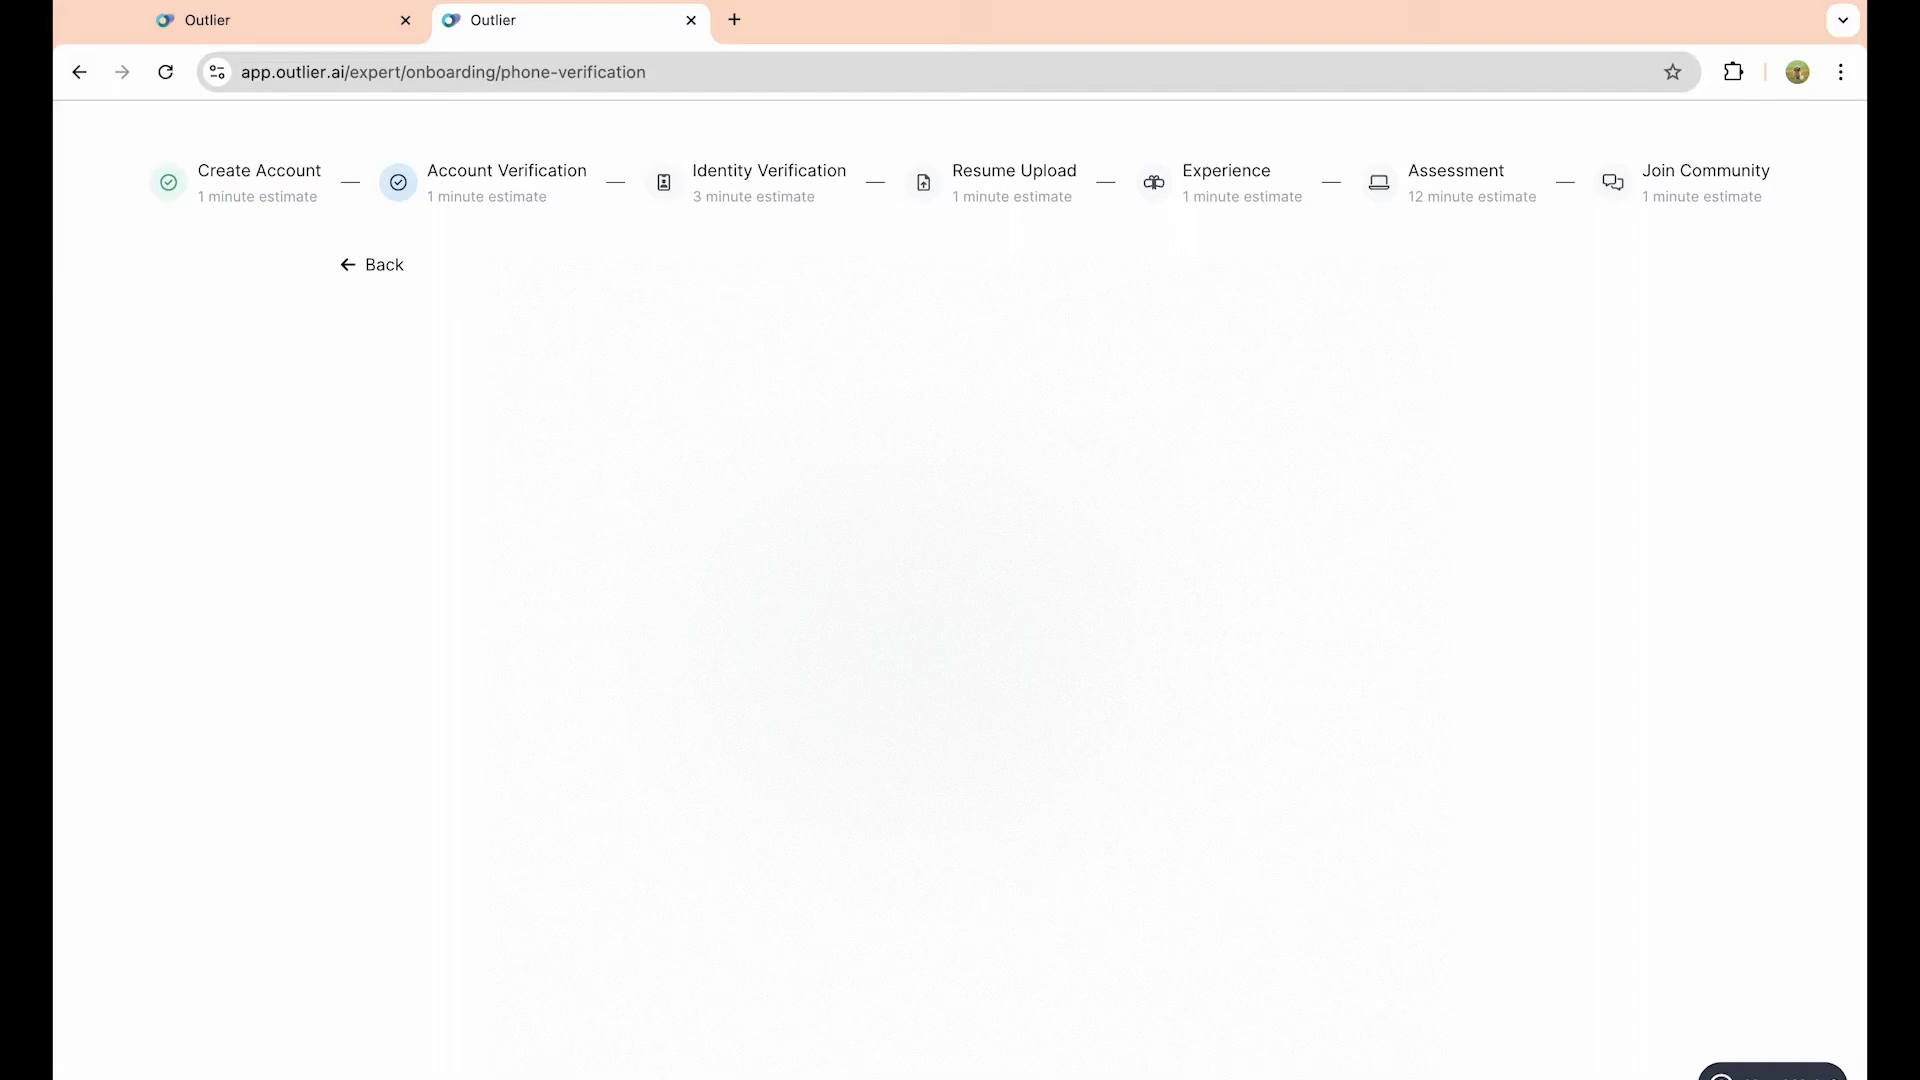 Outlier
Outlier
app.outlier.ai/expert/onboarding/phone-verification
Create Account
1 minute estimate
Account Verification
1 minute estimate
Identity Verification
3 minute estimate
Resume Upload
1 minute estimate
Experience
1 minute estimate
Assessment
12 minute estimate
Join Community
1 minute estimate
Back